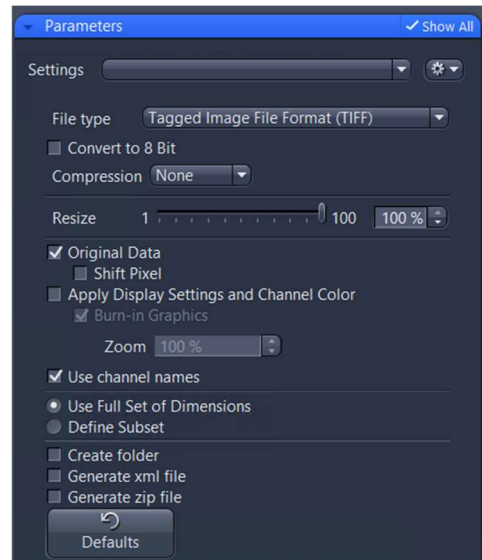 Parameters Show All
Settings
File type Tagged Image File Format (TIFF)
Convert to 8 Bit
Compression None
Resize 1 100 100 %
Original Data
Shift Pixel
Apply Display Settings and Channel Color
Burn-in Graphics
Zoom 100 %
Use channel names
Use Full Set of Dimensions
Define Subset
Create folder
Generate xml file
Generate zip file
Defaults